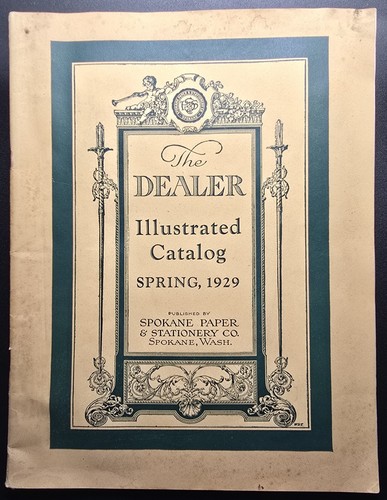 The
DEALER
Illustrated
Catalog
SPRING, 1929
PUBLISHED BY
SPOKANE PAPER
& STATIONERY CO.
SPOKANE, WASH.